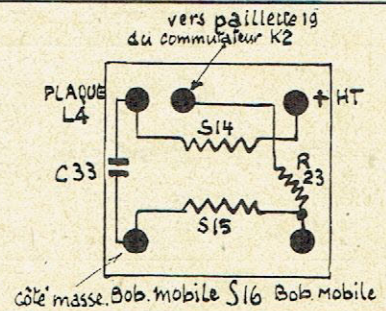 vers paillette 19
du commutateur K2
PLAQUE
L4
+ HT
S14
C33
R
23
S15
côté masse. Bob. mobile S16 Bob. Mobile